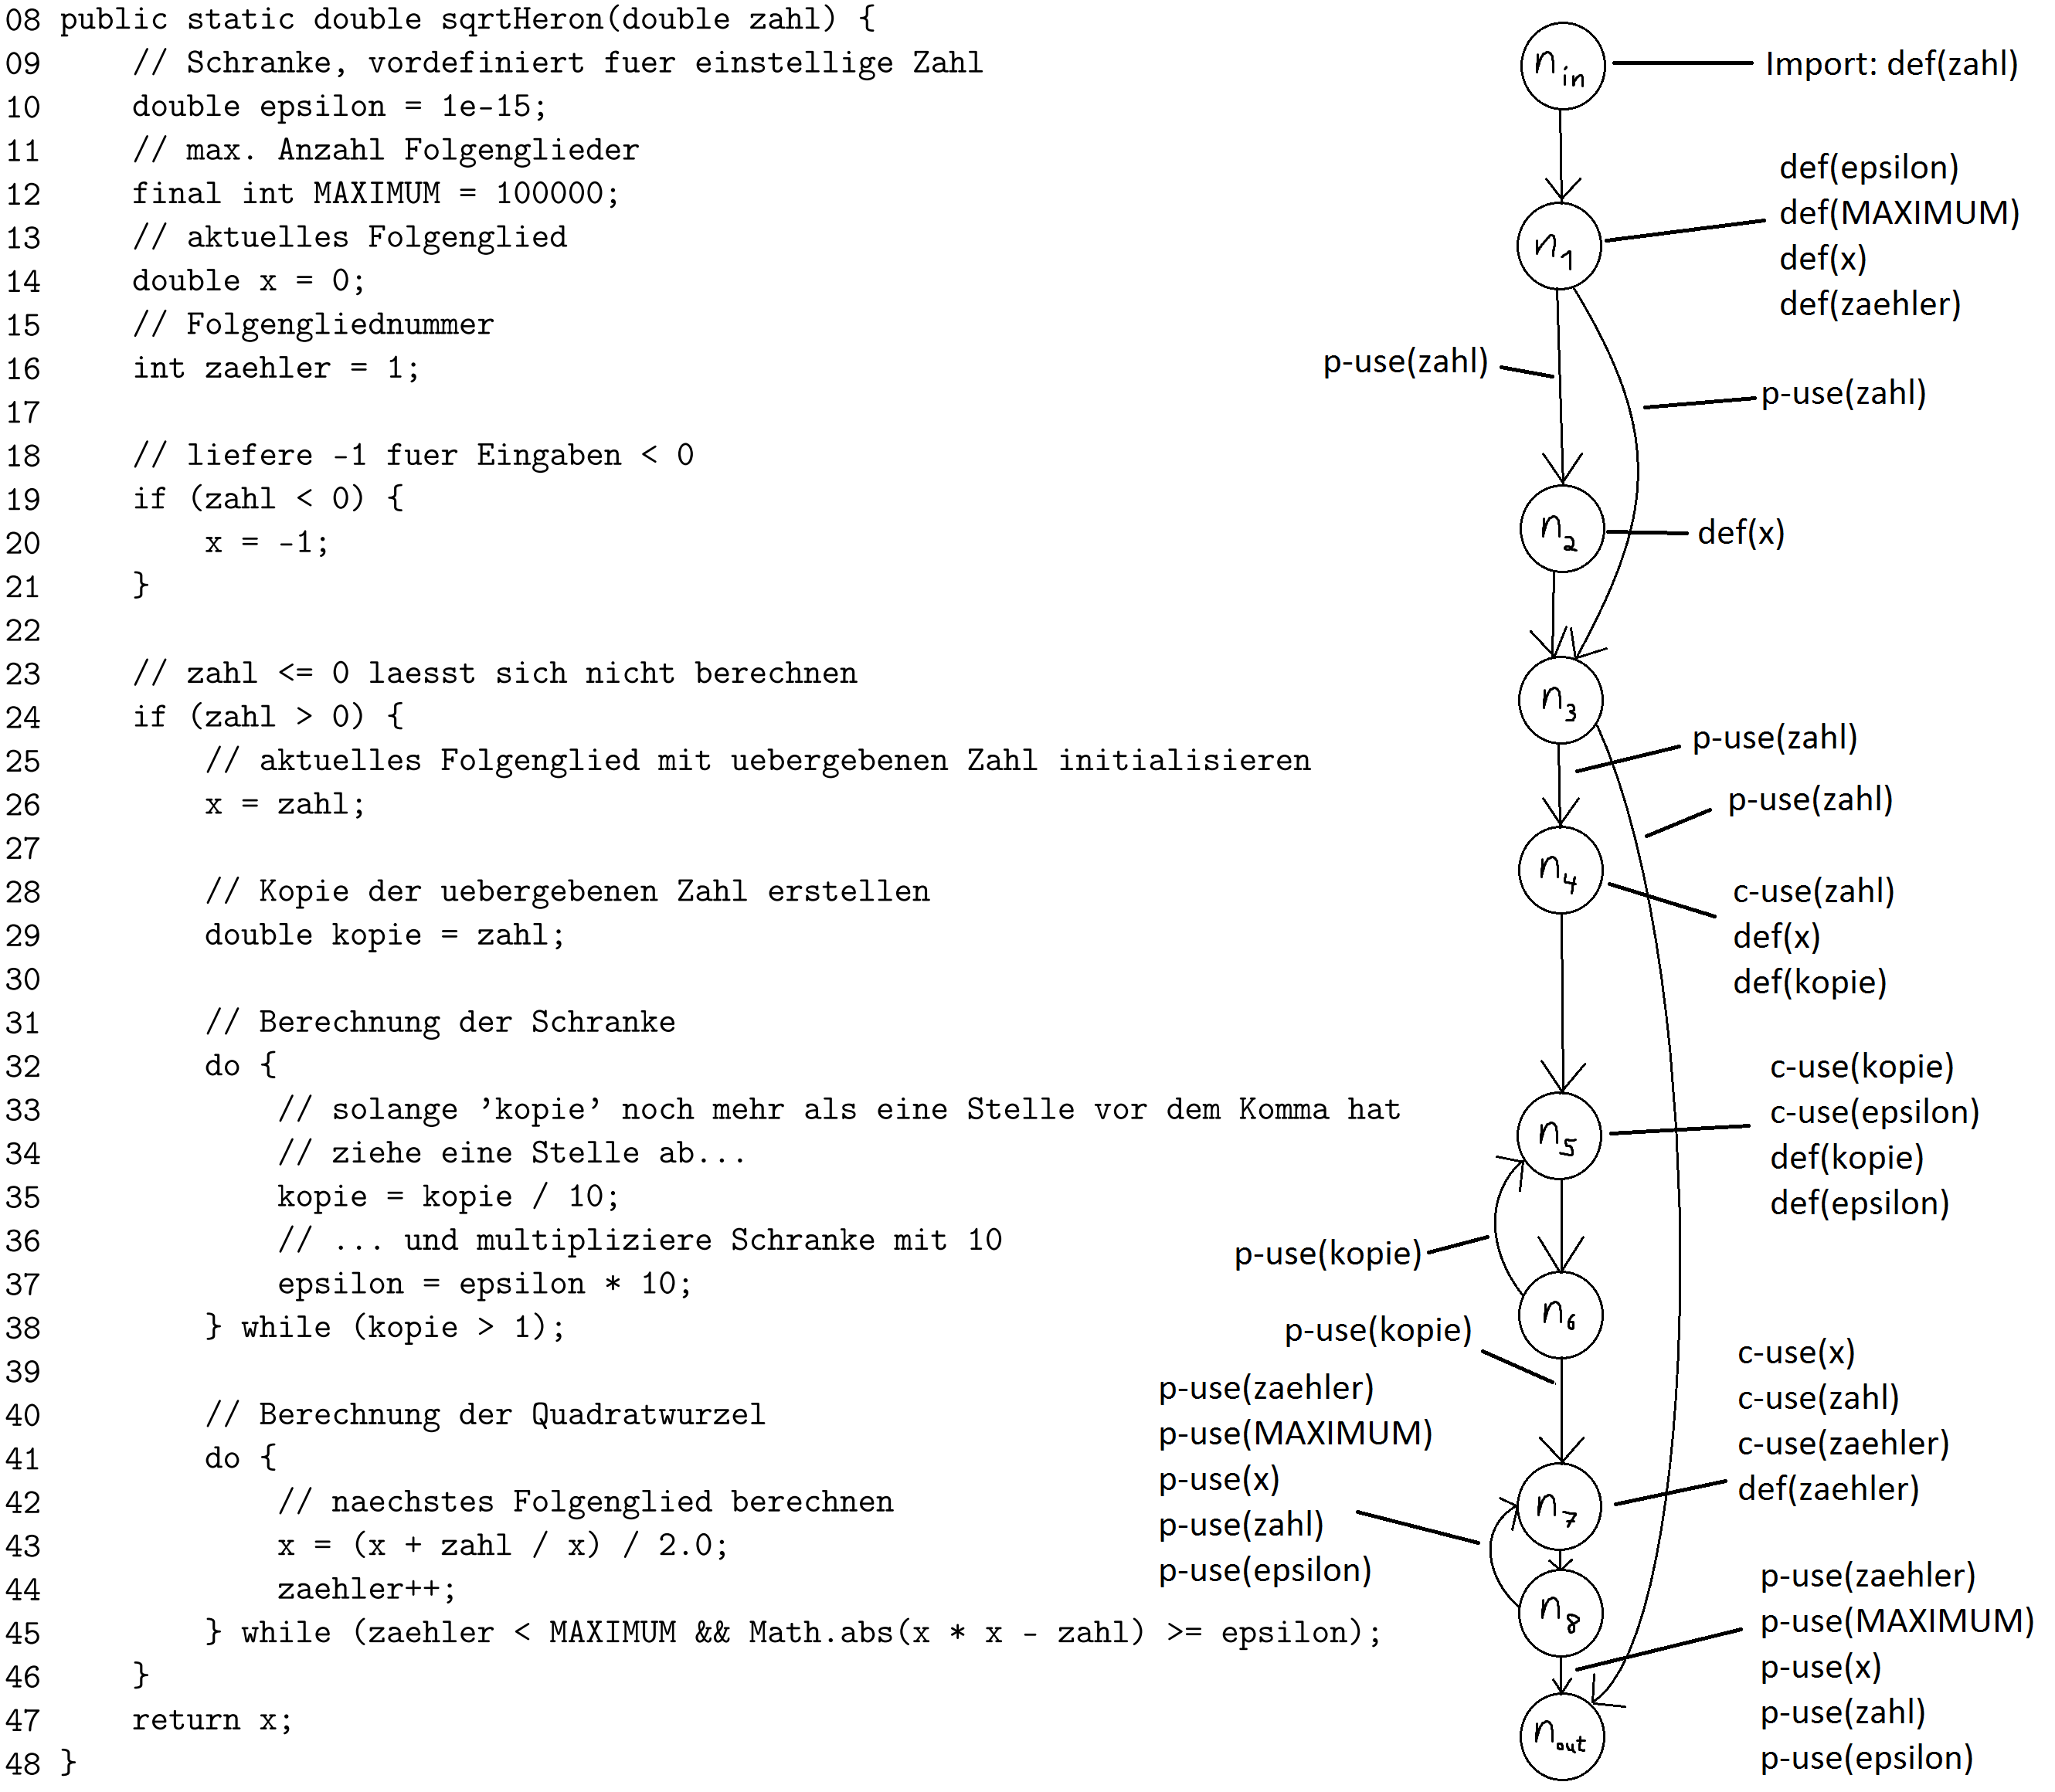 08 public static double sqrtHeron(double zahl) {
09 // Schranke, vordefiniert fuer einstellige Zahl
10 double epsilon = 1e-15;
11 // max. Anzahl Folgenglieder
12 final int MAXIMUM = 100000;
13 // aktuelles Folgenglied
14 double x = 0;
15 // Folgengliednummer
16 int zaehler = 1;
17
18 // liefere -1 fuer Eingaben < 0
19 if (zahl < 0) {
20 x = -1;
21 }
22
23 // zahl <= 0 laesst sich nicht berechnen
24 if (zahl > 0) {
25 // aktuelles Folgenglied mit uebergebenen Zahl initialisieren
26 x = zahl;
27
28 // Kopie der uebergebenen Zahl erstellen
29 double kopie = zahl;
30
31 // Berechnung der Schranke
32 do {
33 // solange ’kopie’ noch mehr als eine Stelle vor dem Komma hat
34 // ziehe eine Stelle ab...
35 kopie = kopie / 10;
36 // ... und multipliziere Schranke mit 10
37 epsilon = epsilon * 10;
38 } while (kopie > 1);
39
40 // Berechnung der Quadratwurzel
41 do {
42 // naechstes Folgenglied berechnen
43 x = (x + zahl / x) / 2.0;
44 zaehler++;
45 } while (zaehler < MAXIMUM && Math.abs(x * x - zahl) >= epsilon);
46 }
47 return x;
48 }
n in
Import: def(zahl)
n 1
def(epsilon)
def(MAXIMUM)
def(x)
def(zaehler)
p-use(zahl)
p-use(zahl)
n 2
def(x)
n 3
p-use(zahl)
p-use(zahl)
n 4
c-use(zahl)
def(x)
def(kopie)
n 5
c-use(kopie)
c-use(epsilon)
def(kopie)
def(epsilon)
p-use(kopie)
n 6
p-use(kopie)
p-use(zaehler)
p-use(MAXIMUM)
p-use(x)
p-use(zahl)
p-use(epsilon)
n 7
c-use(x)
c-use(zahl)
c-use(zaehler)
def(zaehler)
n 8
p-use(zaehler)
p-use(MAXIMUM)
p-use(x)
p-use(zahl)
p-use(epsilon)
n out